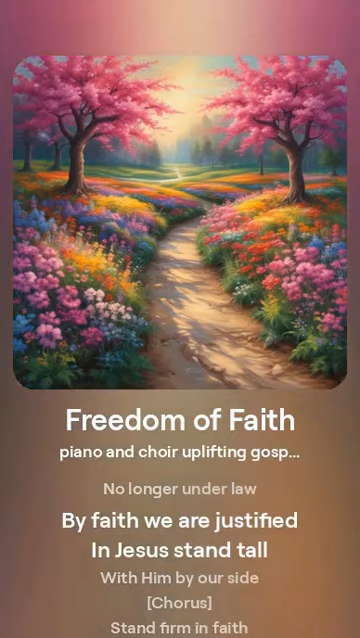 Freedom of Faith
piano and choir uplifting gosp...
No longer under law
By faith we are justified
In Jesus stand tall
With Him by our side
[Chorus]
Stand firm in faith